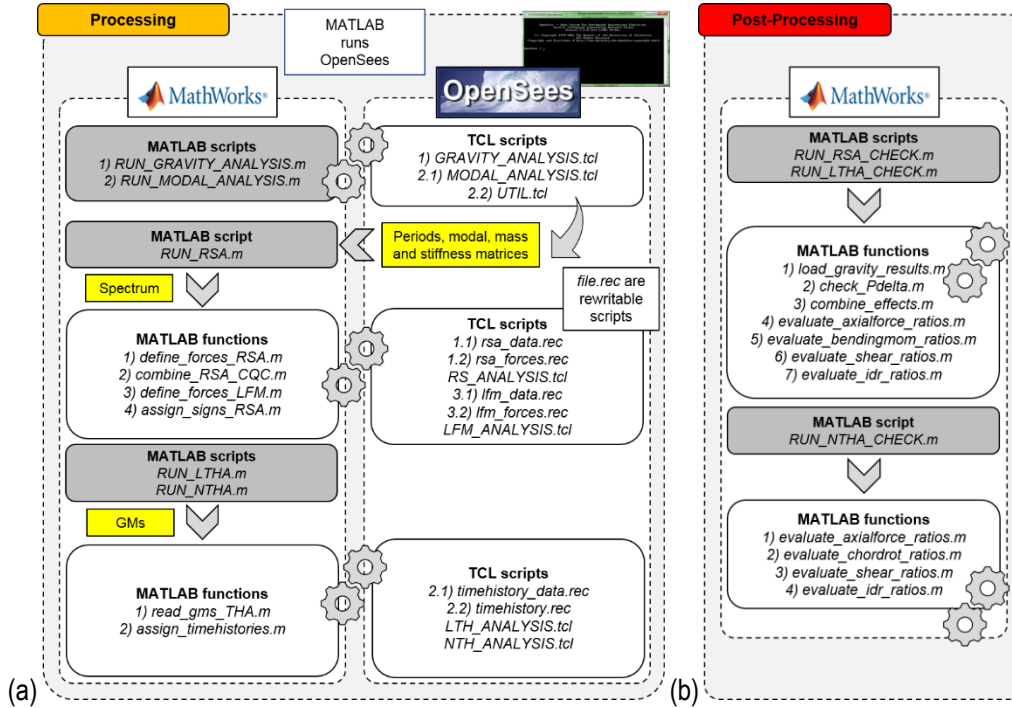 Processing
MATLAB
runs
OpenSees
MathWorks®
OpenSees
MATLAB scripts
1) RUN_GRAVITY_ANALYSIS.m
2) RUN_MODAL_ANALYSIS.m
TCL scripts
1) GRAVITY_ANALYSIS.tcl
2.1) MODAL_ANALYSIS.tcl
2.2) UTIL.tcl
MATLAB script
RUN_RSA.m
Periods, modal, mass
and stiffness matrices
Spectrum
file.rec are
rewritable
scripts
MATLAB functions
1) define_forces_RSA.m
2) combine_RSA_CQC.m
3) define_forces_LFM.m
4) assign_signs_RSA.m
TCL scripts
1.1) rsa_data.rec
1.2) rsa_forces.rec
RS_ANALYSIS.tcl
3.1) lfm_data.rec
3.2) lfm_forces.rec
LFM_ANALYSIS.tcl
MATLAB scripts
RUN_LTHA.m
RUN_NTHA.m
GMs
MATLAB functions
1) read_gms_THA.m
2) assign_timehistories.m
TCL scripts
2.1) timehistory_data.rec
2.2) timehistory.rec
LTH_ANALYSIS.tcl
NTH_ANALYSIS.tcl
(a)
Post-Processing
MathWorks®
MATLAB scripts
RUN_RSA_CHECK.m
RUN_LTHA_CHECK.m
MATLAB functions
1) load_gravity_results.m
2) check_Pdelta.m
3) combine_effects.m
4) evaluate_axialforce_ratios.m
5) evaluate_bendingmom_ratios.m
6) evaluate_shear_ratios.m
7) evaluate_idr_ratios.m
MATLAB script
RUN_NTHA_CHECK.m
MATLAB functions
1) evaluate_axialforce_ratios.m
2) evaluate_chordrot_ratios.m
3) evaluate_shear_ratios.m
4) evaluate_idr_ratios.m
(b)